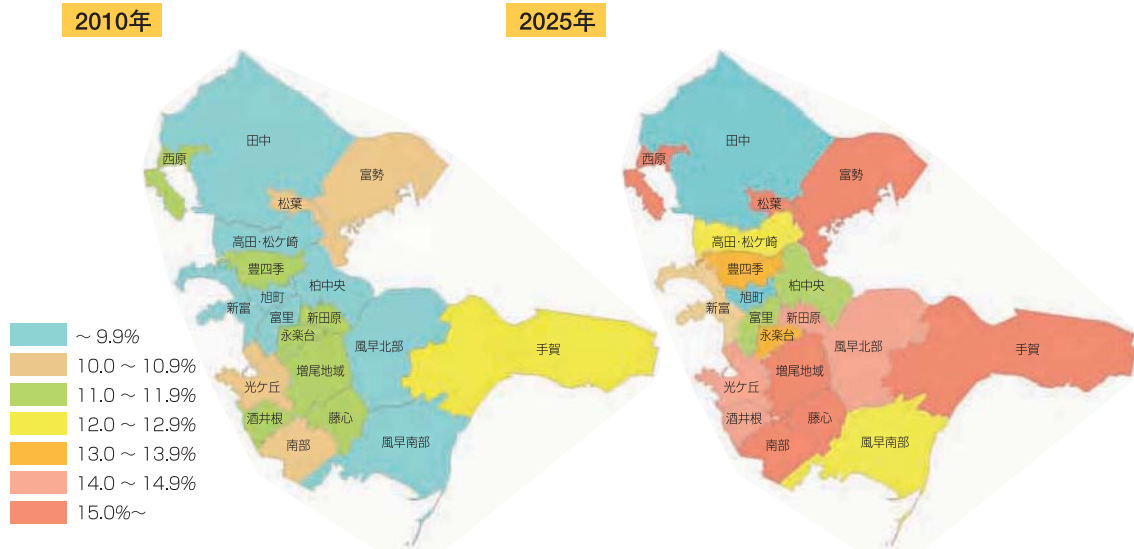 2010年
2025年
田中
西原
富勢
松葉
高田・松ケ崎
豊四季
柏中央
新富
旭町
富里
新田原
永楽台
風早北部
手賀
増尾地域
光ケ丘
酒井根
藤心
南部
風早南部
田中
西原
富勢
松葉
高田・松ケ崎
豊四季
柏中央
新富
旭町
富里
新田原
永楽台
風早北部
手賀
増尾地域
光ケ丘
酒井根
藤心
南部
風早南部
～ 9.9%
10.0 ～ 10.9%
11.0 ～ 11.9%
12.0 ～ 12.9%
13.0 ～ 13.9%
14.0 ～ 14.9%
15.0%～